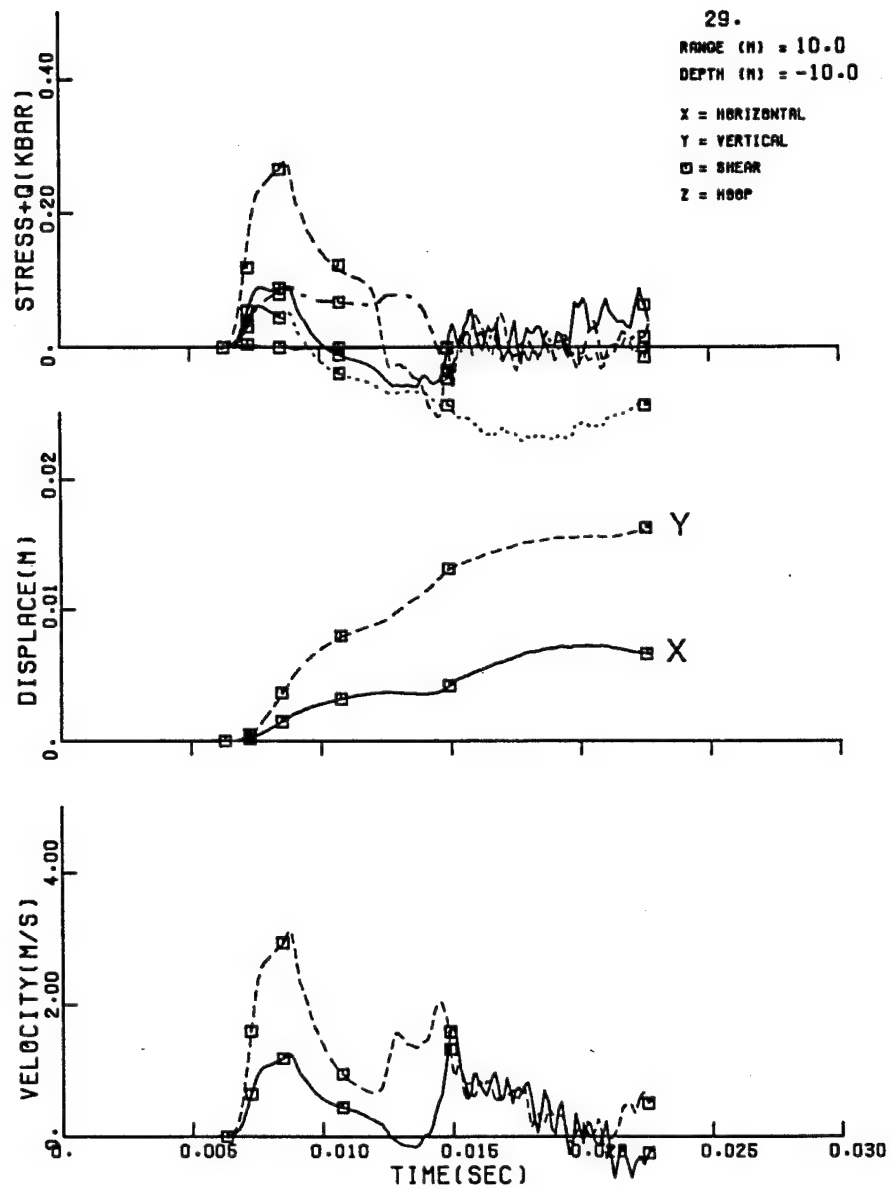 29.
RANGE (M) = 10.0
DEPTH (M) = -10.0
X = HORIZONTAL
Y = VERTICAL
= SHEAR
Z = HOOP
STRESS+Q(KBAR)
0.40
0.20
0.
DISPLACE(M)
0.02
0.01
0.
Y
X
VELOCITY(M/S)
4.00
2.00
0.
0.
0.005
0.010
0.015
0.020
0.025
0.030
TIME(SEC)